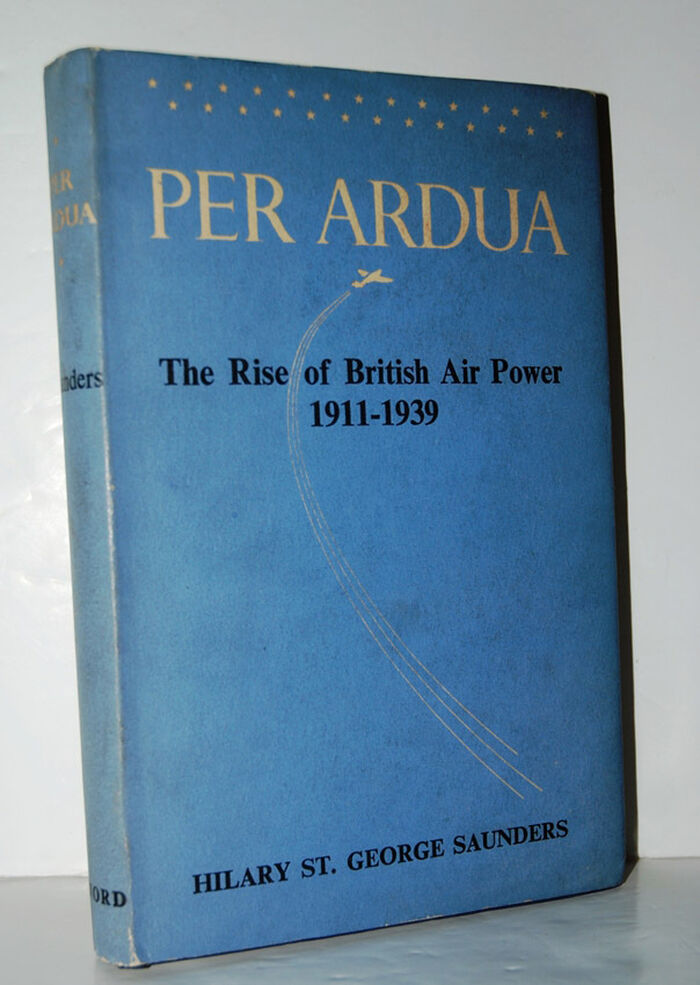 PER ARDUA
The Rise of British Air Power
1911-1939
HILARY ST. GEORGE SAUNDERS